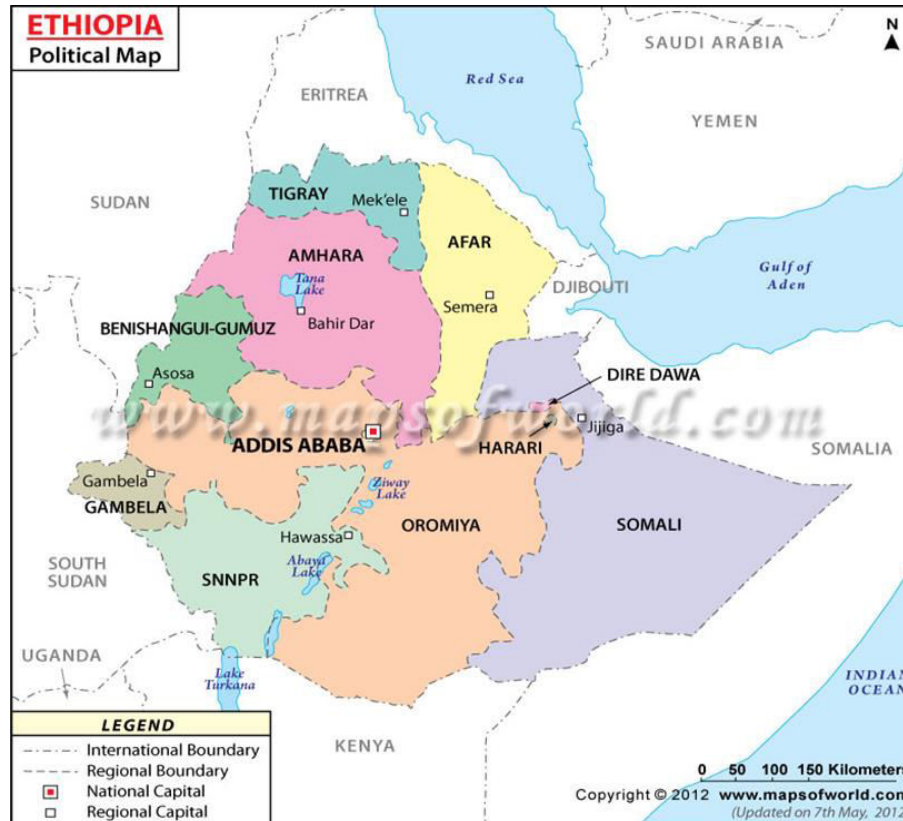 ETHIOPIA
Political Map
N
SAUDI ARABIA
Red Sea
ERITREA
YEMEN
SUDAN
TIGRAY
Mek'ele
AFAR
AMHARA
Tana
Lake
Gulf of
Aden
DJIBOUTI
Semera
Bahir Dar
BENISHANGUI-GUMUZ
Asosa
DIRE DAWA
www.mapsofworld.com
Jijiga
ADDIS ABABA
HARARI
SOMALIA
Gambela
GAMBELA
Ziway
Lake
OROMIYA
SOMALI
Hawassa
SOUTH
SUDAN
Abaya
Lake
SNNPR
UGANDA
Lake
Turkana
INDIAN
OCEAN
KENYA
LEGEND
International Boundary
Regional Boundary
National Capital
Regional Capital
0 50 100 150 Kilometers
Copyright © 2012 www.mapsofworld.com
(Updated on 7th May, 2012)